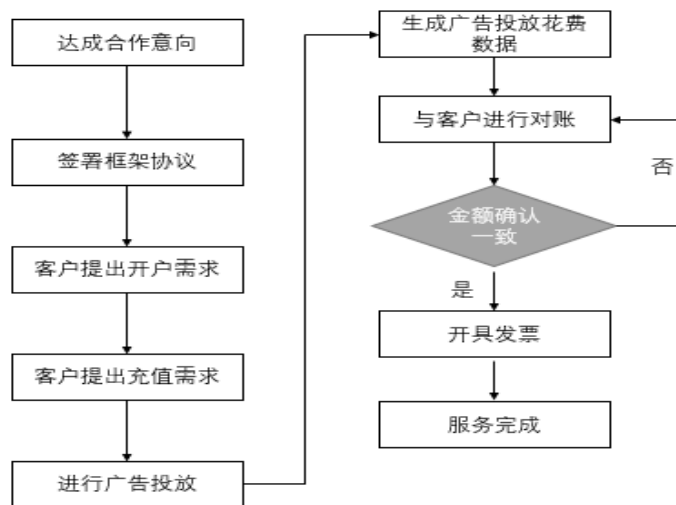 达成合作意向
签署框架协议
客户提出开户需求
客户提出充值需求
进行广告投放
生成广告投放花费
数据
与客户进行对账
金额确认
一致
否
是
开具发票
服务完成